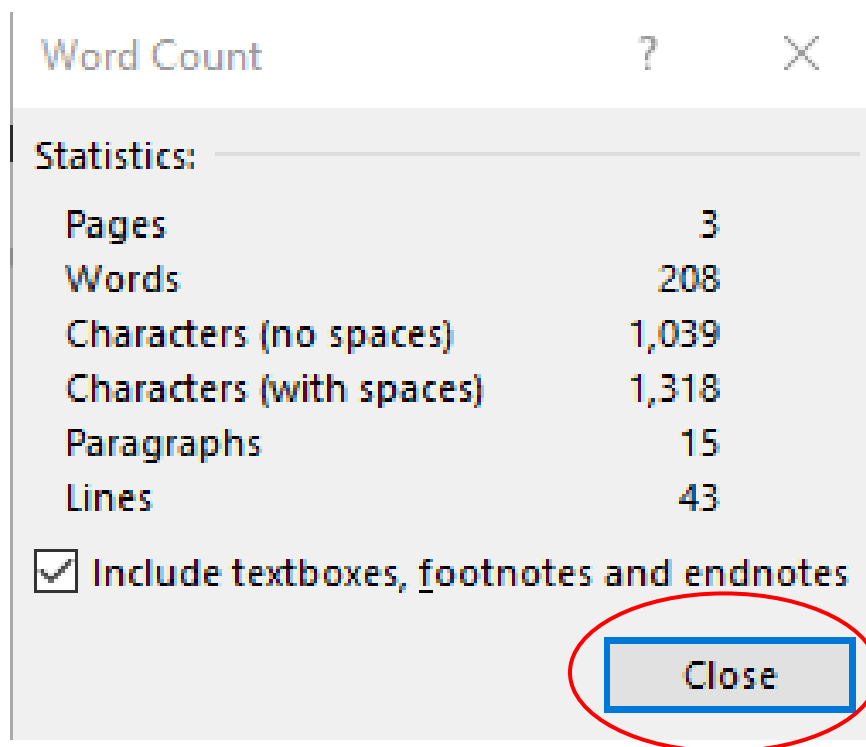 Word Count ?
Statistics:
Pages 3
Words 208
Characters (no spaces) 1,039
Characters (with spaces) 1,318
Paragraphs 15
Lines 43
Include textboxes, footnotes and endnotes
Close